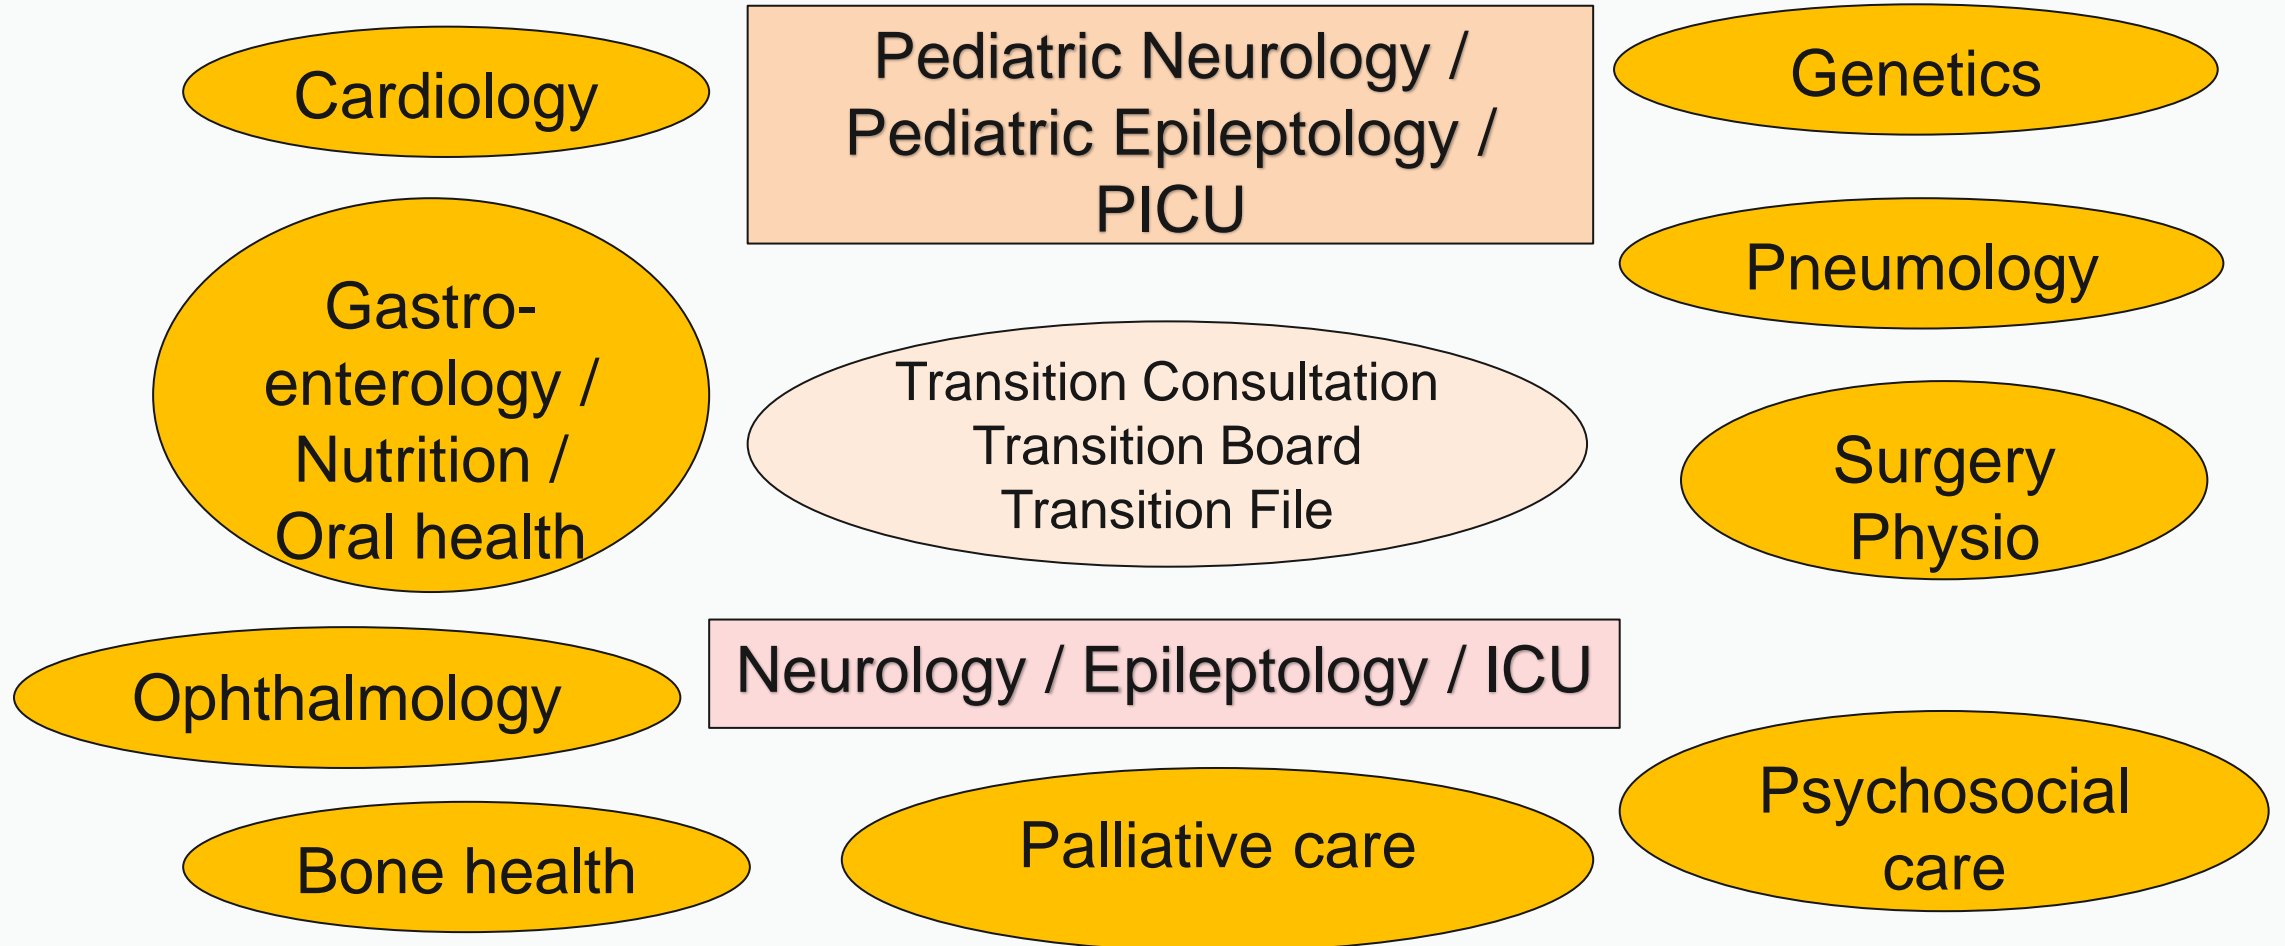 Cardiology
Pediatric Neurology /
Pediatric Epileptology /
PICU
Genetics
Gastro-
enterology /
Nutrition /
Oral health
Pneumology
Transition Consultation
Transition Board
Transition File
Surgery
Physio
Neurology / Epileptology / ICU
Ophthalmology
Bone health
Palliative care
Psychosocial
care